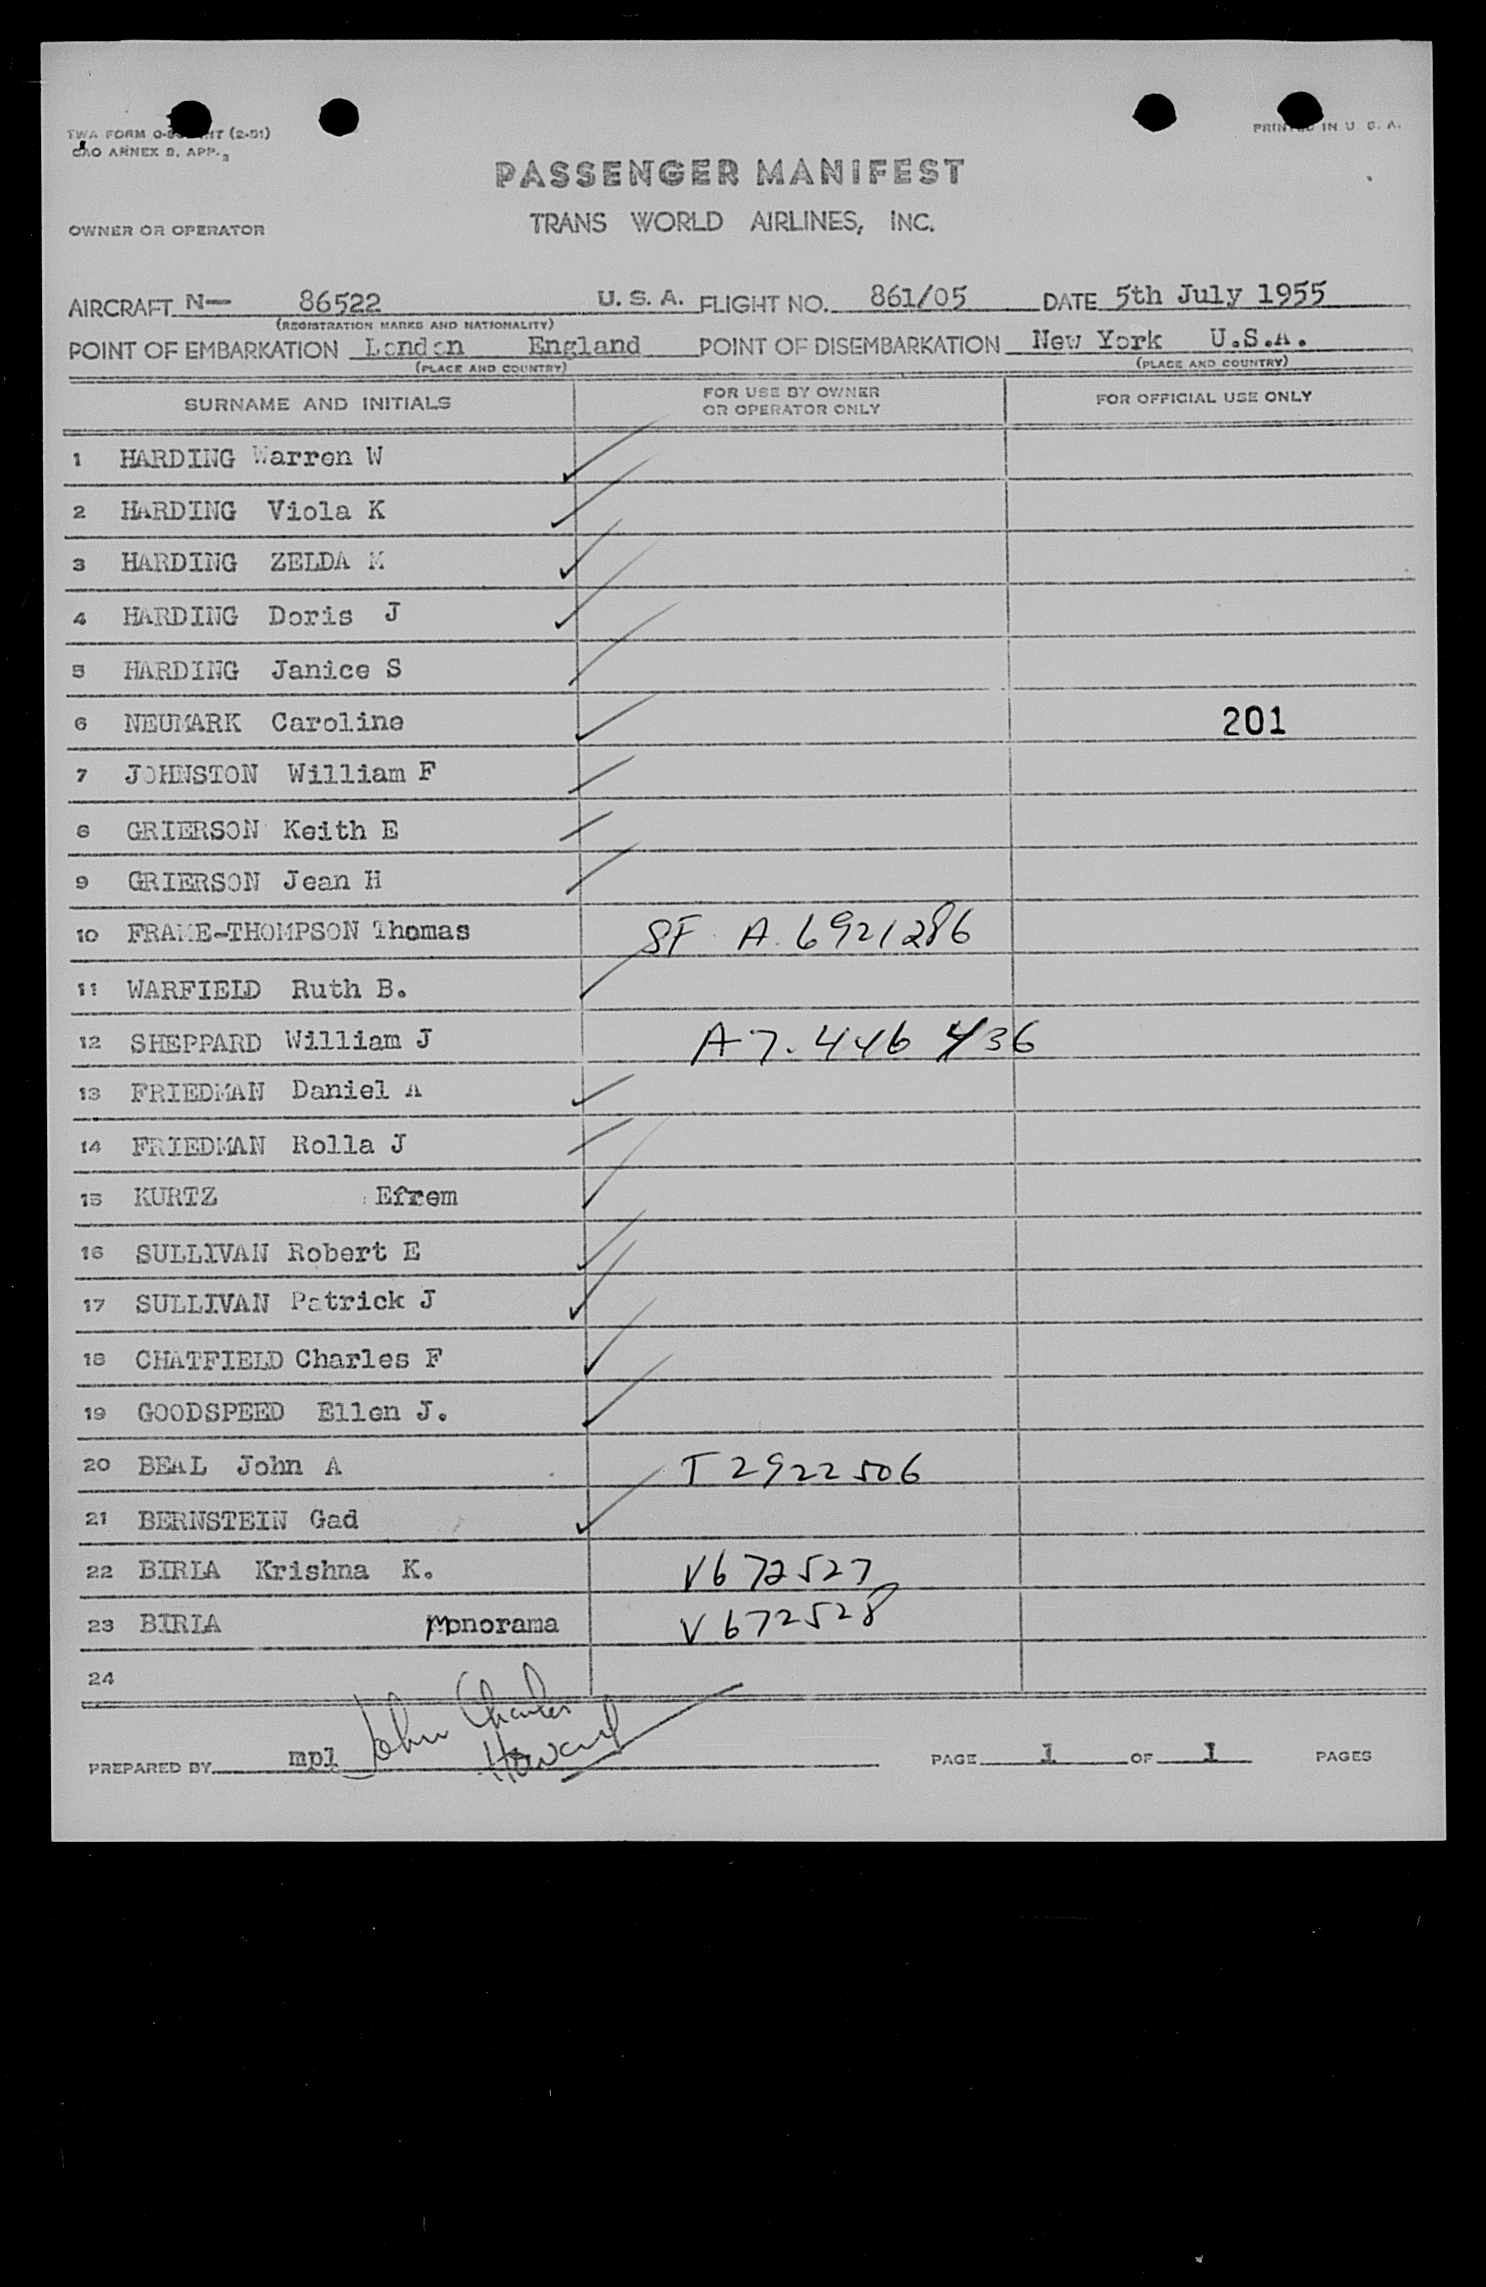 TWA FORM (2-51)
PRINTED IN U. S. A.
ANNEX 9, APP.
PASSENGER MANIFEST
OWNER OR OPERATOR
TRANS WORLD AIRLINES, INC.
AIRCRAFT N— 86522 U. S. A. FLIGHT NO. 861/05 DATE 5th July 1955
(REGISTRATION MARKS AND NATIONALITY)
POINT OF EMBARKATION London England POINT OF DISEMBARKATION New York U.S.A.
(PLACE AND COUNTRY) (PLACE AND COUNTRY)
SURNAME AND INITIALS FOR USE BY OWNER OR OPERATOR ONLY FOR OFFICIAL USE ONLY
1 HARDING Warren W
2 HARDING Viola K
3 HARDING ZELDA K
4 HARDING Doris J
5 HARDING Janice S
6 NEUMARK Caroline 201
7 JOHNSTON William F
8 GRIERSON Keith E
9 GRIERSON Jean H
10 FRAME-THOMPSON Thomas SF A. 6921286
11 WARFIELD Ruth B.
12 SHEPPARD William J A7. 446 436
13 FRIEDMAN Daniel A
14 FRIEDMAN Rolla J
15 KURTZ Efrem
16 SULLIVAN Robert E
17 SULLIVAN Patrick J
18 CHATFIELD Charles F
19 GOODSPEED Ellen J.
20 BEAL John A T 2922506
21 BERNSTEIN Gad
22 BIRLA Krishna K. V672527
23 BIRLA Monorama V672528
24
PREPARED BY mpl John Charles Howard PAGE 1 OF 1 PAGES